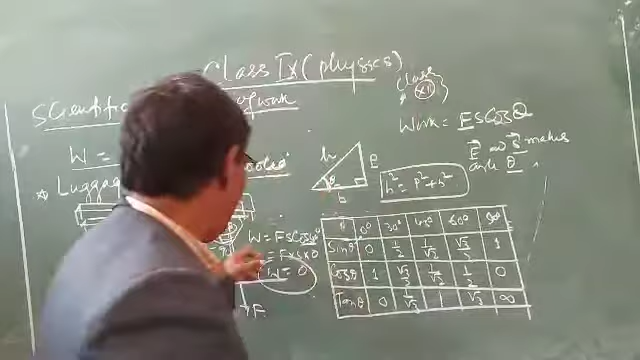 Class IX (physics)
Class
XI
Scientific
of work
Work = FSCosθ
F and S makes
angle θ
W =
h
P
θ
b
h² = P² + b²
* Luggag
W = FSCos90°
= F×S×0
W = 0
F
θ 0° 30° 45° 60° 90°
Sinθ 0 1/2 1/√2 √3/2 1
Cosθ 1 √3/2 1/√2 1/2 0
Tanθ 0 1/√3 1 √3 ∞